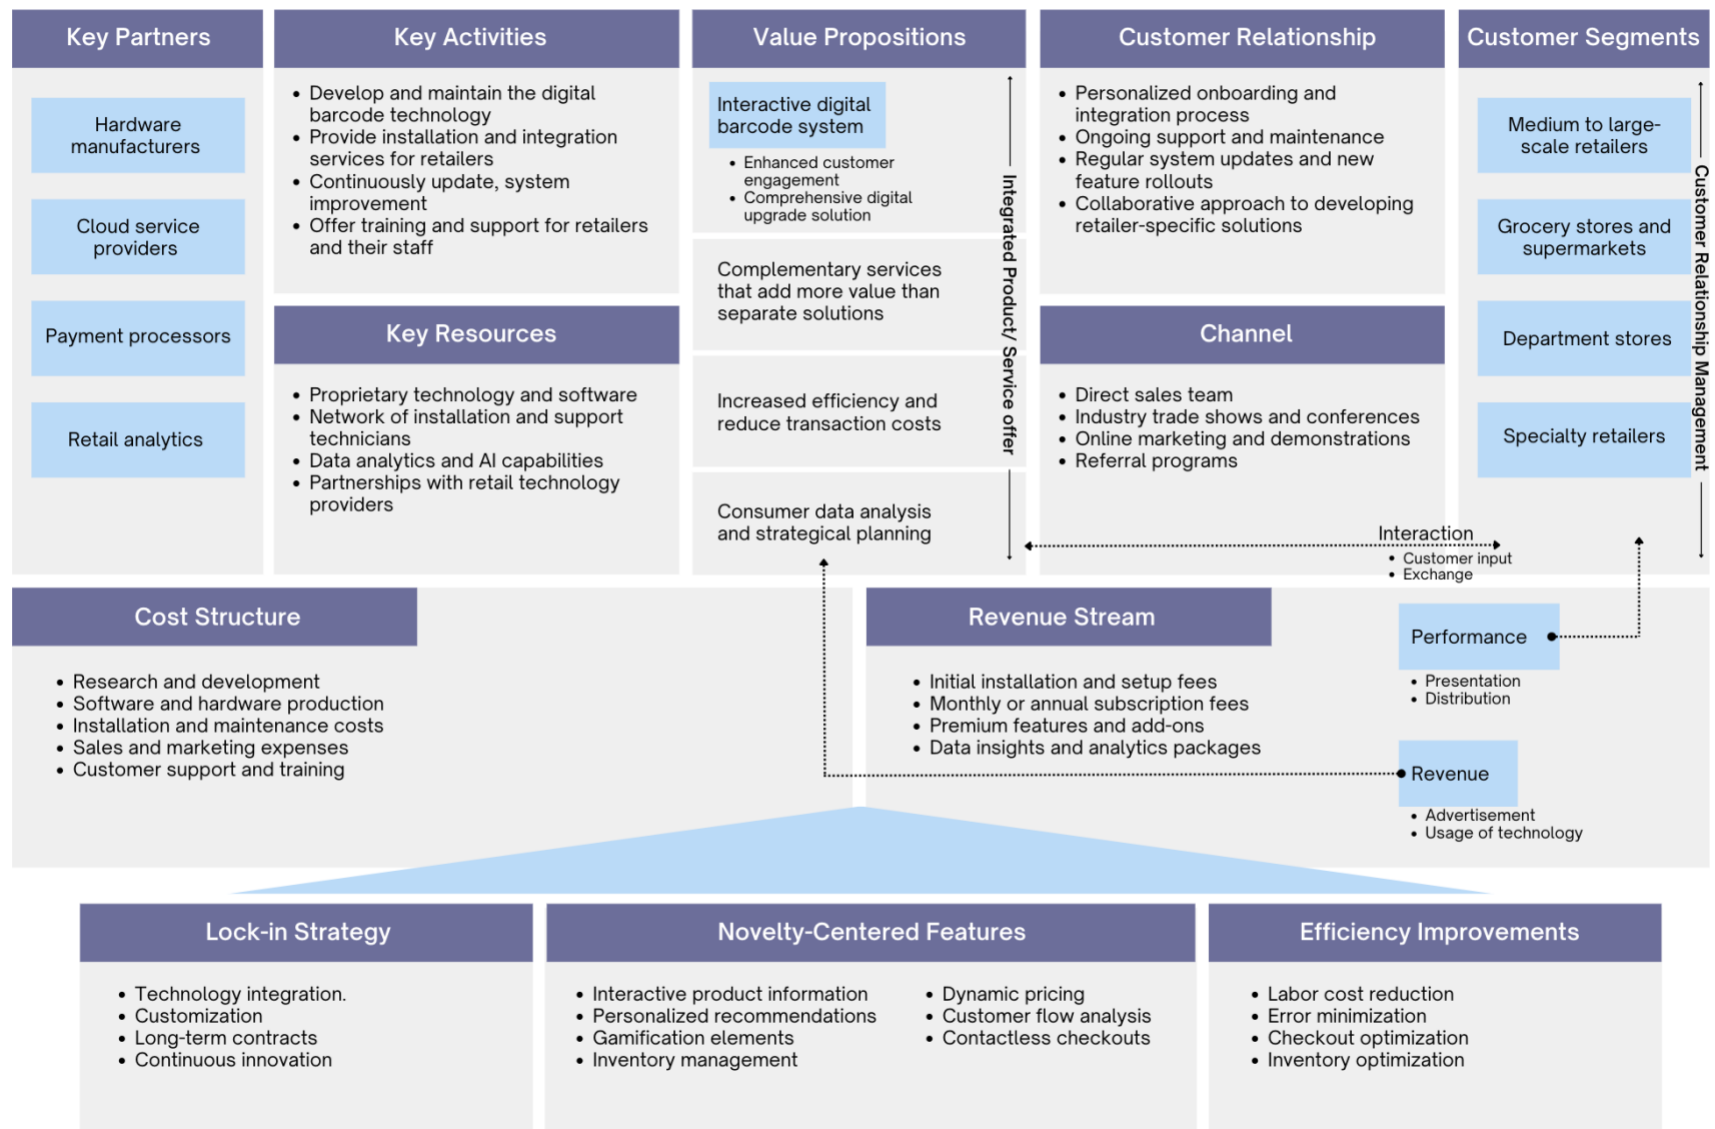 Key Partners
Hardware
manufacturers
Cloud service
providers
Payment processors
Retail analytics
Key Activities
• Develop and maintain the digital
barcode technology
• Provide installation and integration
services for retailers
• Continuously update, system
improvement
• Offer training and support for retailers
and their staff
Key Resources
• Proprietary technology and software
• Network of installation and support
technicians
• Data analytics and AI capabilities
• Partnerships with retail technology
providers
Value Propositions
Interactive digital
barcode system
• Enhanced customer
engagement
• Comprehensive digital
upgrade solution
Complementary services
that add more value than
separate solutions
Increased efficiency and
reduce transaction costs
Consumer data analysis
and strategical planning
Integrated Product/ Service offer
Customer Relationship
• Personalized onboarding and
integration process
• Ongoing support and maintenance
• Regular system updates and new
feature rollouts
• Collaborative approach to developing
retailer-specific solutions
Channel
• Direct sales team
• Industry trade shows and conferences
• Online marketing and demonstrations
• Referral programs
Customer Segments
Medium to large-
scale retailers
Grocery stores and
supermarkets
Department stores
Specialty retailers
Customer Relationship Management
Interaction
• Customer input
• Exchange
Cost Structure
• Research and development
• Software and hardware production
• Installation and maintenance costs
• Sales and marketing expenses
• Customer support and training
Revenue Stream
• Initial installation and setup fees
• Monthly or annual subscription fees
• Premium features and add-ons
• Data insights and analytics packages
Performance
• Presentation
• Distribution
Revenue
• Advertisement
• Usage of technology
Lock-in Strategy
• Technology integration.
• Customization
• Long-term contracts
• Continuous innovation
Novelty-Centered Features
• Interactive product information
• Personalized recommendations
• Gamification elements
• Inventory management
• Dynamic pricing
• Customer flow analysis
• Contactless checkouts
Efficiency Improvements
• Labor cost reduction
• Error minimization
• Checkout optimization
• Inventory optimization